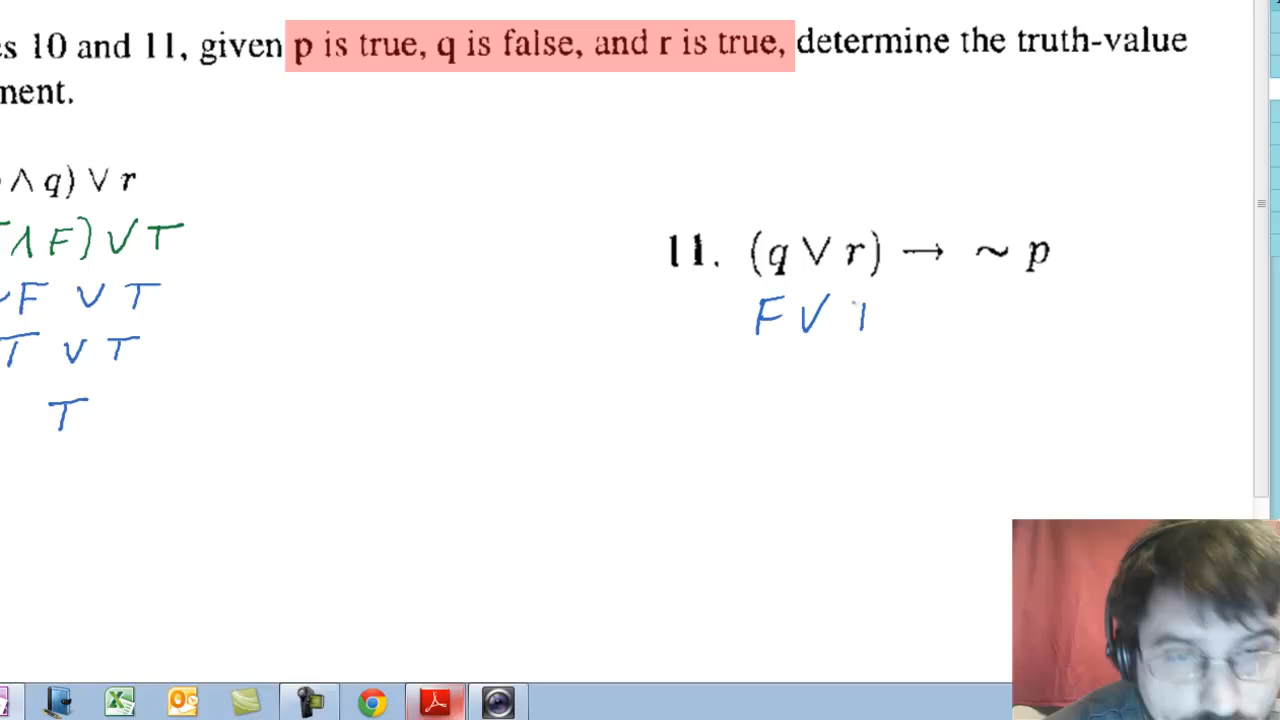 es 10 and 11, given p is true, q is false, and r is true, determine the truth-value
ment.
∧ q) ∨ r
T ∧ F) ∨ T
~ F ∨ T
T ∨ T
T
11. (q ∨ r) → ~ p
F ∨